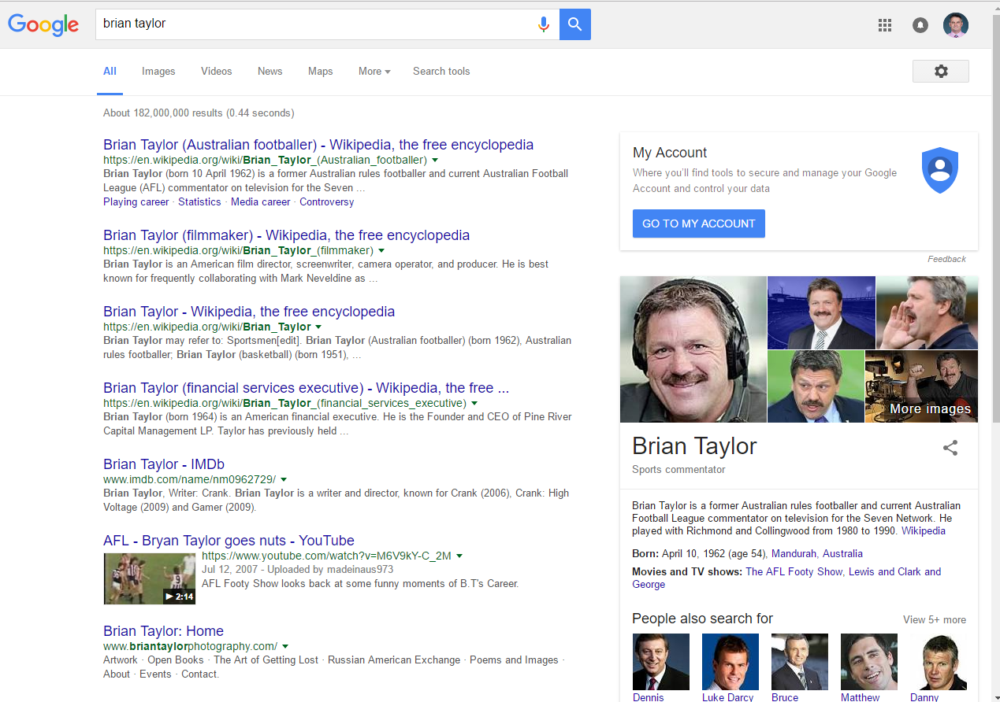 Google
brian taylor
All Images Videos News Maps More Search tools
About 182,000,000 results (0.44 seconds)
Brian Taylor (Australian footballer) - Wikipedia, the free encyclopedia
https://en.wikipedia.org/wiki/Brian_Taylor_(Australian_footballer)
Brian Taylor (born 10 April 1962) is a former Australian rules footballer and current Australian Football
League (AFL) commentator on television for the Seven ...
Playing career · Statistics · Media career · Controversy
Brian Taylor (filmmaker) - Wikipedia, the free encyclopedia
https://en.wikipedia.org/wiki/Brian_Taylor_(filmmaker)
Brian Taylor is an American film director, screenwriter, camera operator, and producer. He is best
known for frequently collaborating with Mark Neveldine as ...
Brian Taylor - Wikipedia, the free encyclopedia
https://en.wikipedia.org/wiki/Brian_Taylor
Brian Taylor may refer to: Sportsmen[edit]. Brian Taylor (Australian footballer) (born 1962), Australian
rules footballer; Brian Taylor (basketball) (born 1951), ...
Brian Taylor (financial services executive) - Wikipedia, the free ...
https://en.wikipedia.org/wiki/Brian_Taylor_(financial_services_executive)
Brian Taylor (born 1964) is an American financial executive. He is the Founder and CEO of Pine River
Capital Management LP. Taylor has previously held ...
Brian Taylor - IMDb
www.imdb.com/name/nm0962729/
Brian Taylor, Writer: Crank. Brian Taylor is a writer and director, known for Crank (2006), Crank: High
Voltage (2009) and Gamer (2009).
AFL - Bryan Taylor goes nuts - YouTube
https://www.youtube.com/watch?v=M6V9kY-C_2M
Jul 12, 2007 - Uploaded by madeinaus973
AFL Footy Show looks back at some funny moments of B.T's Career.
9
2:14
Brian Taylor: Home
www.briantaylorphotography.com/
Artwork · Open Books · The Art of Getting Lost · Russian American Exchange · Poems and Images ·
About · Events · Contact.
My Account
Where you'll find tools to secure and manage your Google
Account and control your data
GO TO MY ACCOUNT
Feedback
More images
Brian Taylor
Sports commentator
Brian Taylor is a former Australian rules footballer and current Australian
Football League commentator on television for the Seven Network. He
played with Richmond and Collingwood from 1980 to 1990. Wikipedia
Born: April 10, 1962 (age 54), Mandurah, Australia
Movies and TV shows: The AFL Footy Show, Lewis and Clark and
George
People also search for View 5+ more
Dennis Luke Darcy Bruce Matthew Danny